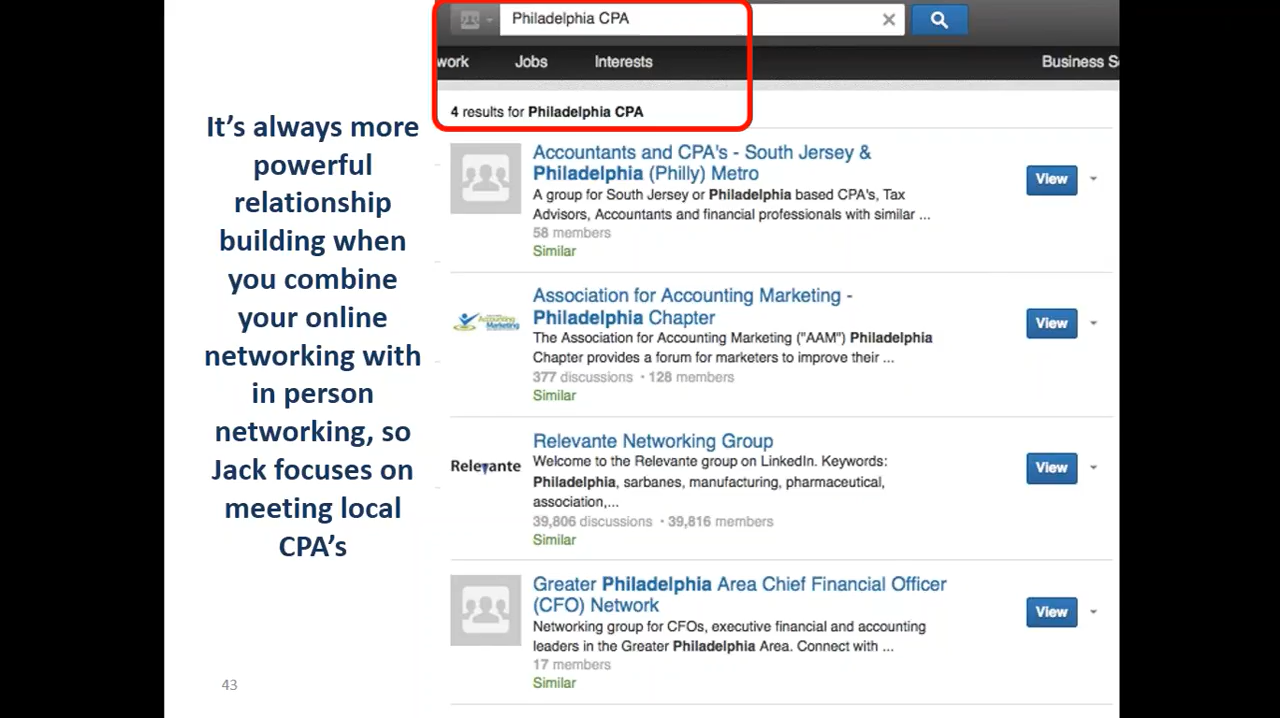 Philadelphia CPA
work Jobs Interests Business S
4 results for Philadelphia CPA
It's always more
powerful
relationship
building when
you combine
your online
networking with
in person
networking, so
Jack focuses on
meeting local
CPA's
Accountants and CPA's - South Jersey &
Philadelphia (Philly) Metro
A group for South Jersey or Philadelphia based CPA's, Tax
Advisors, Accountants and financial professionals with similar ...
58 members
Similar
View
Accounting
Marketing
Association for Accounting Marketing -
Philadelphia Chapter
The Association for Accounting Marketing ("AAM") Philadelphia
Chapter provides a forum for marketers to improve their ...
377 discussions · 128 members
Similar
View
Relevante
Relevante Networking Group
Welcome to the Relevante group on LinkedIn. Keywords:
Philadelphia, sarbanes, manufacturing, pharmaceutical,
association,...
39,806 discussions · 39,816 members
Similar
View
Greater Philadelphia Area Chief Financial Officer
(CFO) Network
Networking group for CFOs, executive financial and accounting
leaders in the Greater Philadelphia Area. Connect with ...
17 members
Similar
View
43